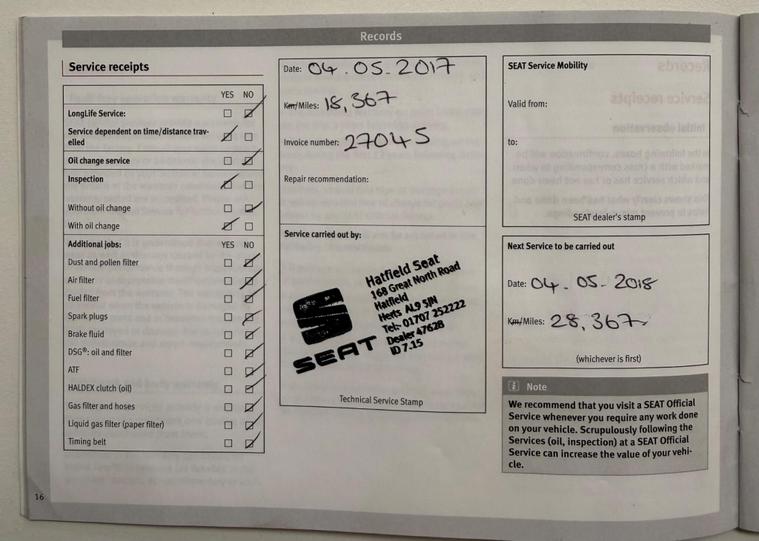 Records
Service receipts
YES NO
LongLife Service:
Service dependent on time/distance trav-
elled
Oil change service
Inspection
Without oil change
With oil change
Additional jobs: YES NO
Dust and pollen filter
Air filter
Fuel filter
Spark plugs
Brake fluid
DSG®: oil and filter
ATF
HALDEX clutch (oil)
Gas filter and hoses
Liquid gas filter (paper filter)
Timing belt
16
Date: 04.05.2017
Km/Miles: 18,367
Invoice number: 27045
Repair recommendation:
Service carried out by:
SEAT
Hatfield Seat
168 Great North Road
Hatfield
Herts AL9 5JN
Tel:- 01707 252222
Dealer 47628
ID 7.15
Technical Service Stamp
SEAT Service Mobility
Valid from:
to:
SEAT dealer's stamp
Next Service to be carried out
Date: 04.05-2018
Km/Miles: 28,367
(whichever is first)
i Note
We recommend that you visit a SEAT Official
Service whenever you require any work done
on your vehicle. Scrupulously following the
Services (oil, inspection) at a SEAT Official
Service can increase the value of your vehi-
cle.